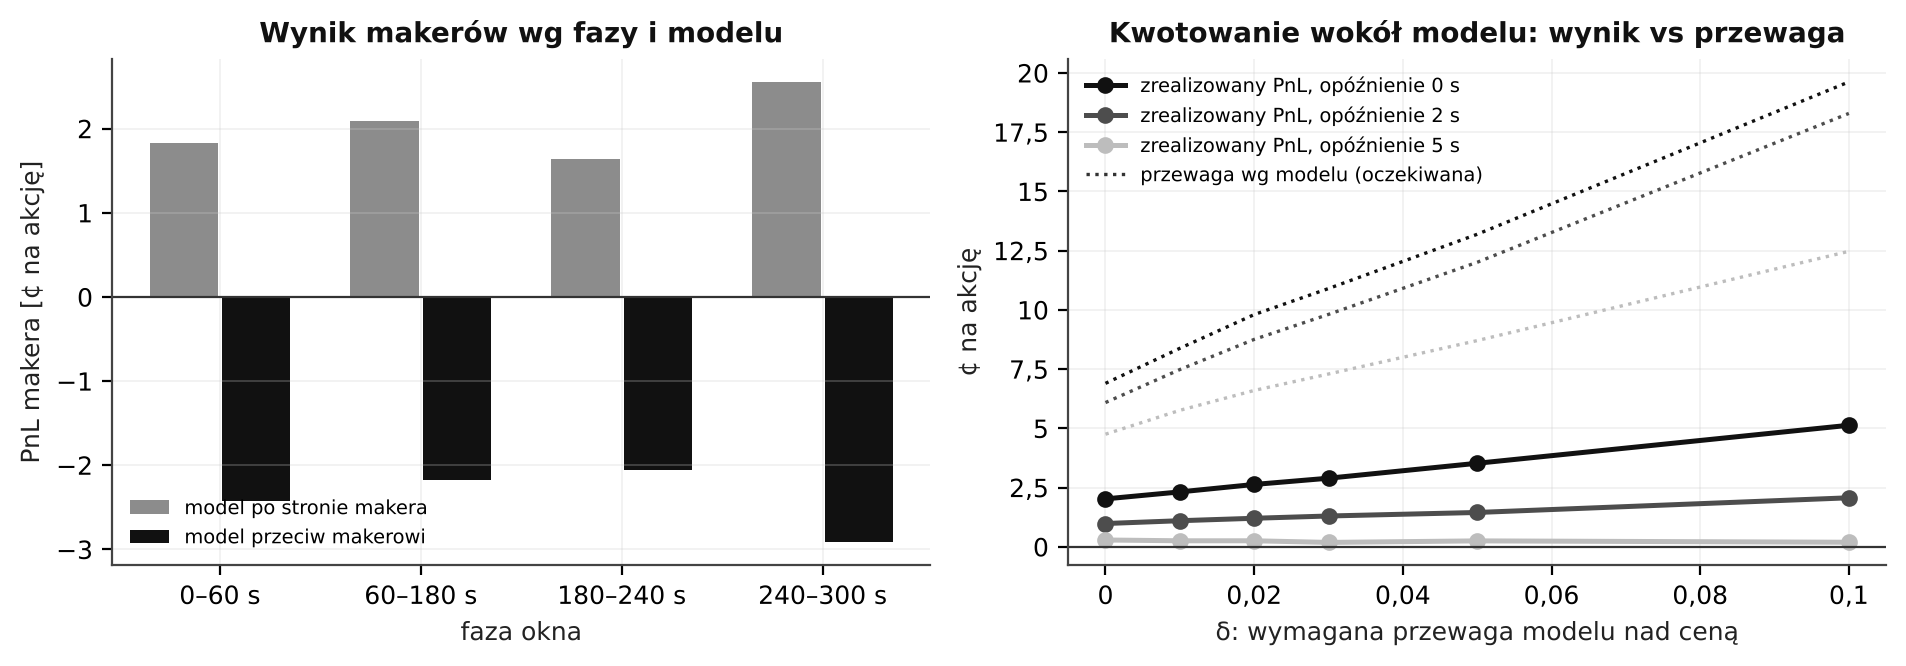 Wynik makerów wg fazy i modelu
PnL makera [¢ na akcję]
2
1
0
−1
−2
−3
model po stronie makera
model przeciw makerowi
0–60 s
60–180 s
180–240 s
240–300 s
faza okna
Kwotowanie wokół modelu: wynik vs przewaga
¢ na akcję
20
17,5
15
12,5
10
7,5
5
2,5
0
zrealizowany PnL, opóźnienie 0 s
zrealizowany PnL, opóźnienie 2 s
zrealizowany PnL, opóźnienie 5 s
przewaga wg modelu (oczekiwana)
0
0,02
0,04
0,06
0,08
0,1
δ: wymagana przewaga modelu nad ceną